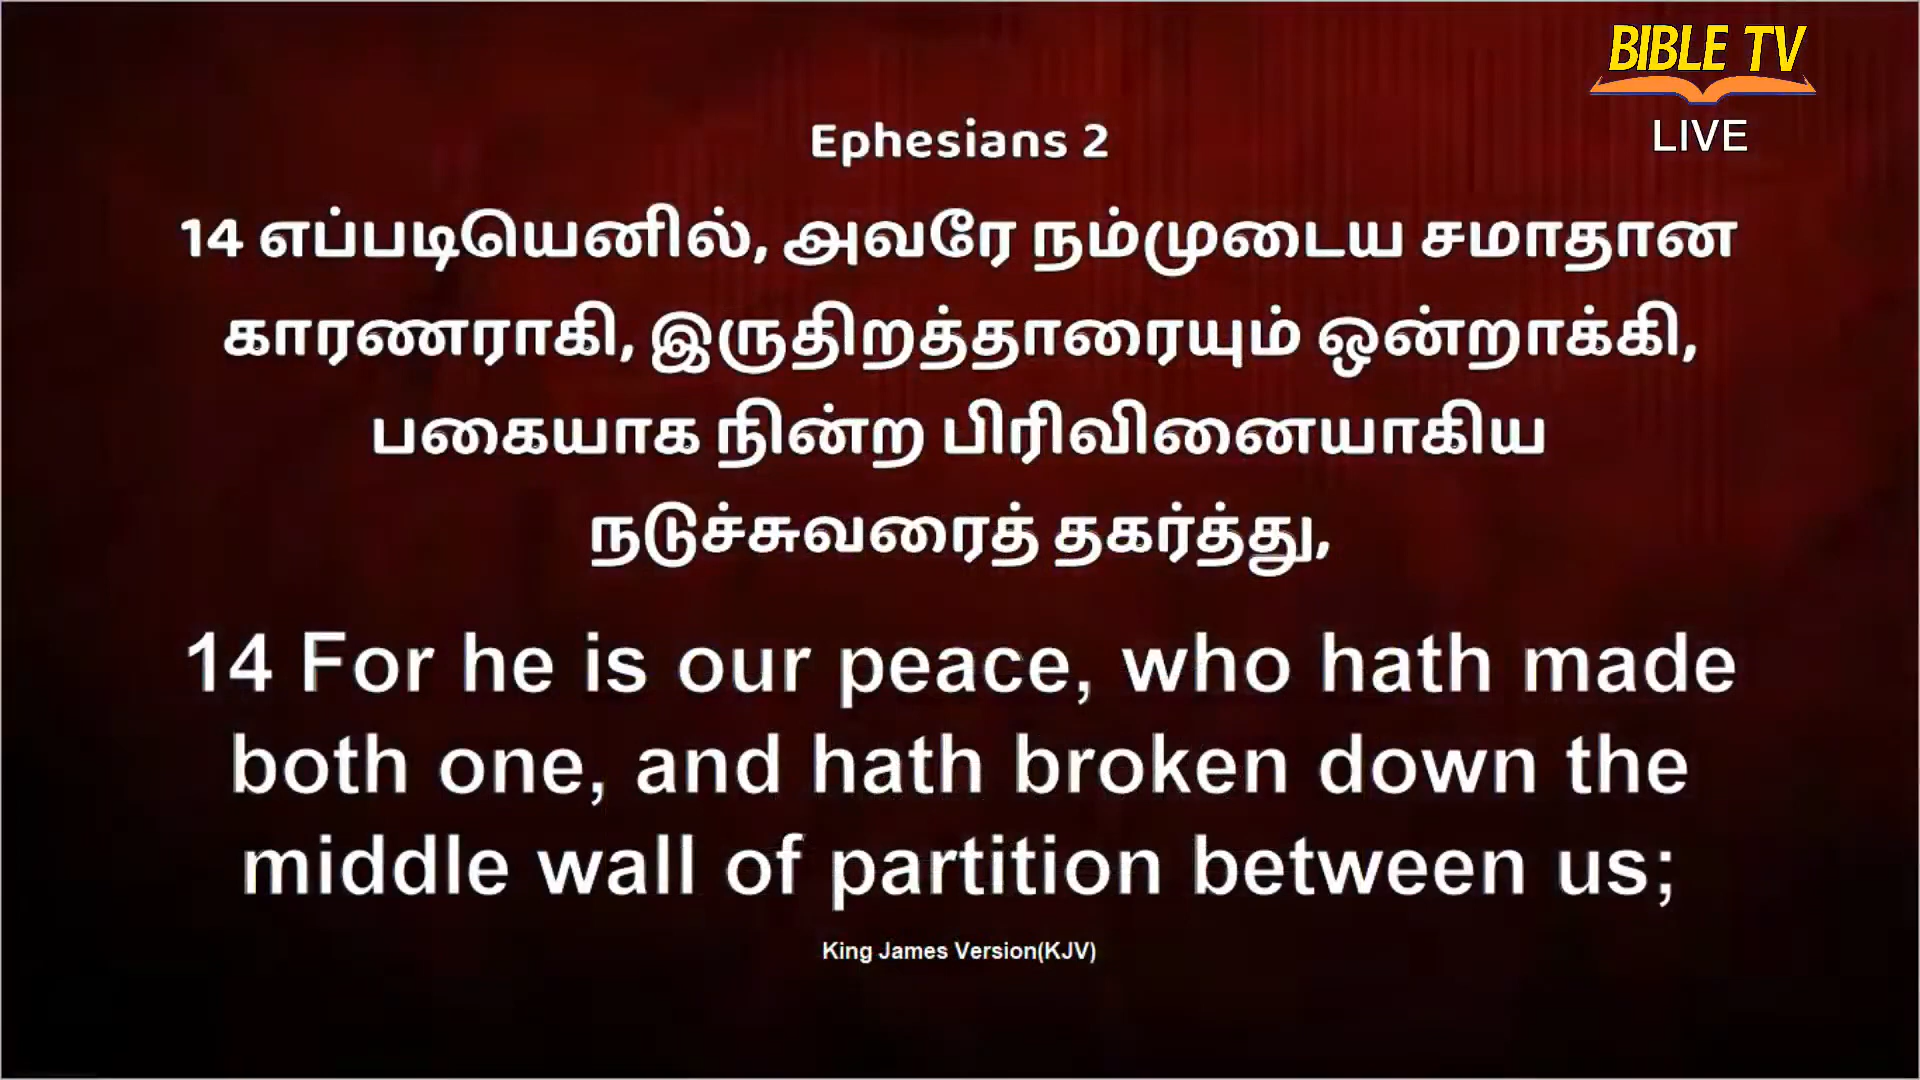 BIBLE TV
LIVE
Ephesians 2
14 எப்படியெனில், அவரே நம்முடைய சமாதான
காரணராகி, இருதிறத்தாரையும் ஒன்றாக்கி,
பகையாக நின்ற பிரிவினையாகிய
நடுச்சுவரைத் தகர்த்து,
14 For he is our peace, who hath made
both one, and hath broken down the
middle wall of partition between us;
King James Version(KJV)